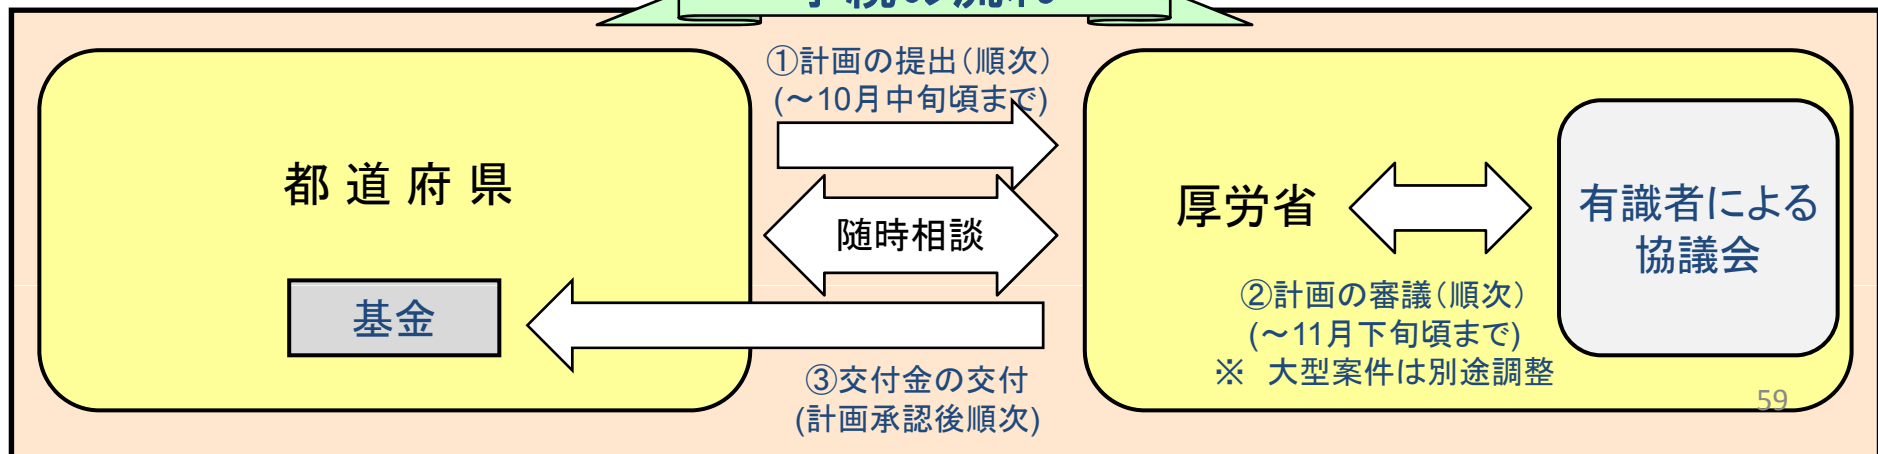 ①計画の提出（順次）
(～10月中旬頃まで)
都道府県
随時相談
基金
③交付金の交付
(計画承認後順次)
厚労省
有識者による
協議会
②計画の審議（順次）
(～11月下旬頃まで)
※ 大型案件は別途調整
59